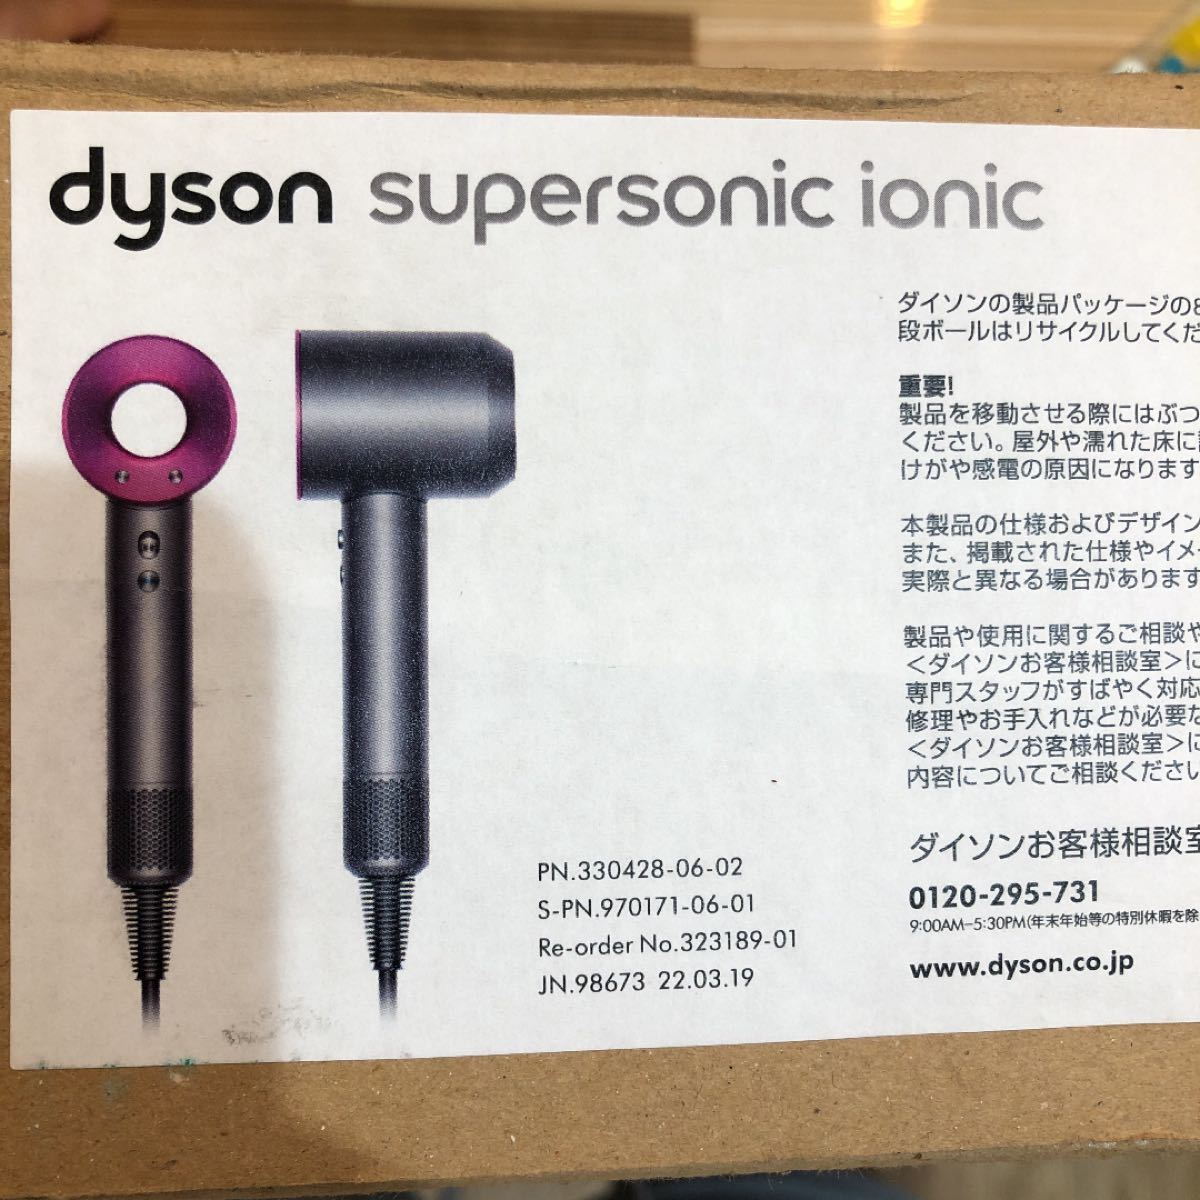 dyson supersonic ionic
ダイソンの製品パッケージの8
段ボールはリサイクルしてくだ
重要!
製品を移動させる際にはぶつ
ください。屋外や濡れた床に
けがや感電の原因になります
本製品の仕様およびデザイン
また、掲載された仕様やイメー
実際と異なる場合があります
製品や使用に関するご相談や
＜ダイソンお客様相談室＞に
専門スタッフがすばやく対応
修理やお手入れなどが必要な
＜ダイソンお客様相談室＞に
内容についてご相談ください
ダイソンお客様相談室
0120-295-731
9:00AM–5:30PM(年末年始等の特別休暇を除
www.dyson.co.jp
PN.330428-06-02
S-PN.970171-06-01
Re-order No.323189-01
JN.98673 22.03.19